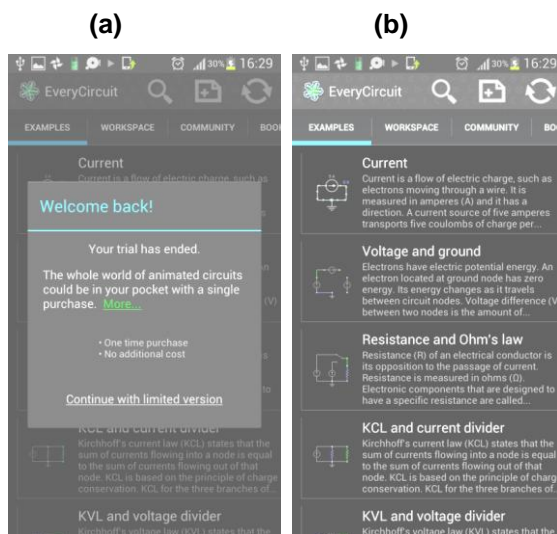 (a)
(b)
30% 16:29
EveryCircuit
EXAMPLES WORKSPACE COMMUNITY
Current
Current is a flow of electric charge, such as
Welcome back!
Your trial has ended.
The whole world of animated circuits
could be in your pocket with a single
purchase. More...
• One time purchase
• No additional cost
Continue with limited version
KCL and current divider
Kirchhoff's current law (KCL) states that the
sum of currents flowing into a node is equal
to the sum of currents flowing out of that
node. KCL is based on the principle of charge
conservation. KCL for the three branches of...
KVL and voltage divider
Kirchhoff's voltage law (KVL) states that the
30% 16:29
EveryCircuit
EXAMPLES WORKSPACE COMMUNITY
Current
Current is a flow of electric charge, such as
electrons moving through a wire. It is
measured in amperes (A) and it has a
direction. A current source of five amperes
transports five coulombs of charge per...
Voltage and ground
Electrons have electric potential energy. An
electron located at ground node has zero
energy. Its energy changes as it travels
between circuit nodes. Voltage difference (V)
between two nodes is the amount of...
Resistance and Ohm's law
Resistance (R) of an electrical conductor is
its opposition to the passage of current.
Resistance is measured in ohms (Ω).
Electronic components that are designed to
have a specific resistance are called...
KCL and current divider
Kirchhoff's current law (KCL) states that the
sum of currents flowing into a node is equal
to the sum of currents flowing out of that
node. KCL is based on the principle of charge
conservation. KCL for the three branches of...
KVL and voltage divider
Kirchhoff's voltage law (KVL) states that the